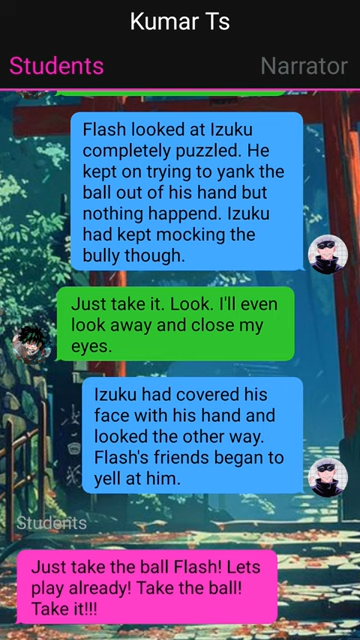 Kumar Ts
Students
Narrator
Flash looked at Izuku
completely puzzled. He
kept on trying to yank the
ball out of his hand but
nothing happend. Izuku
had kept mocking the
bully though.
Just take it. Look. I'll even
look away and close my
eyes.
Izuku had covered his
face with his hand and
looked the other way.
Flash's friends began to
yell at him.
Students
Just take the ball Flash! Lets
play already! Take the ball!
Take it!!!